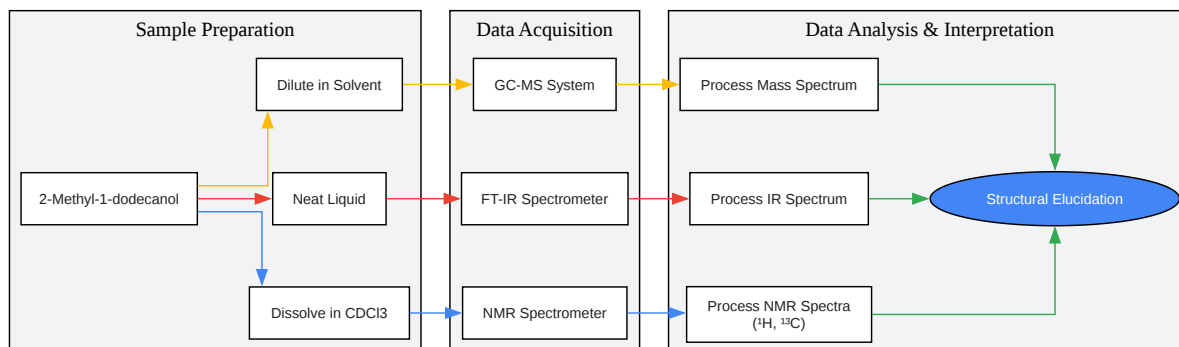 Sample Preparation
Data Acquisition
Data Analysis & Interpretation
Dilute in Solvent
GC-MS System
Process Mass Spectrum
2-Methyl-1-dodecanol
Neat Liquid
FT-IR Spectrometer
Process IR Spectrum
Structural Elucidation
Dissolve in CDCl3
NMR Spectrometer
Process NMR Spectra
(¹H, ¹³C)